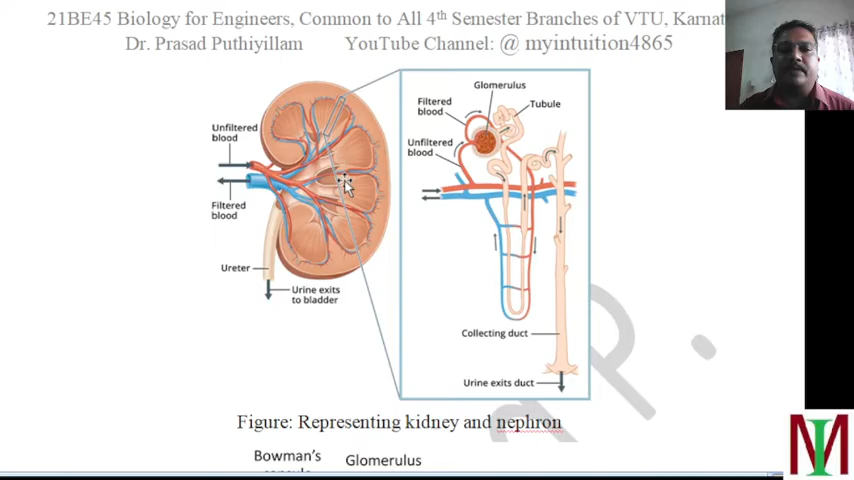 21BE45 Biology for Engineers, Common to All 4th Semester Branches of VTU, Karnat
Dr. Prasad Puthiyillam YouTube Channel: @ myintuition4865
Unfiltered
blood
Filtered
blood
Ureter
Urine exits
to bladder
Glomerulus
Filtered
blood
Tubule
Unfiltered
blood
Collecting duct
Urine exits duct
Figure: Representing kidney and nephron
Bowman's
Glomerulus
P.
MI